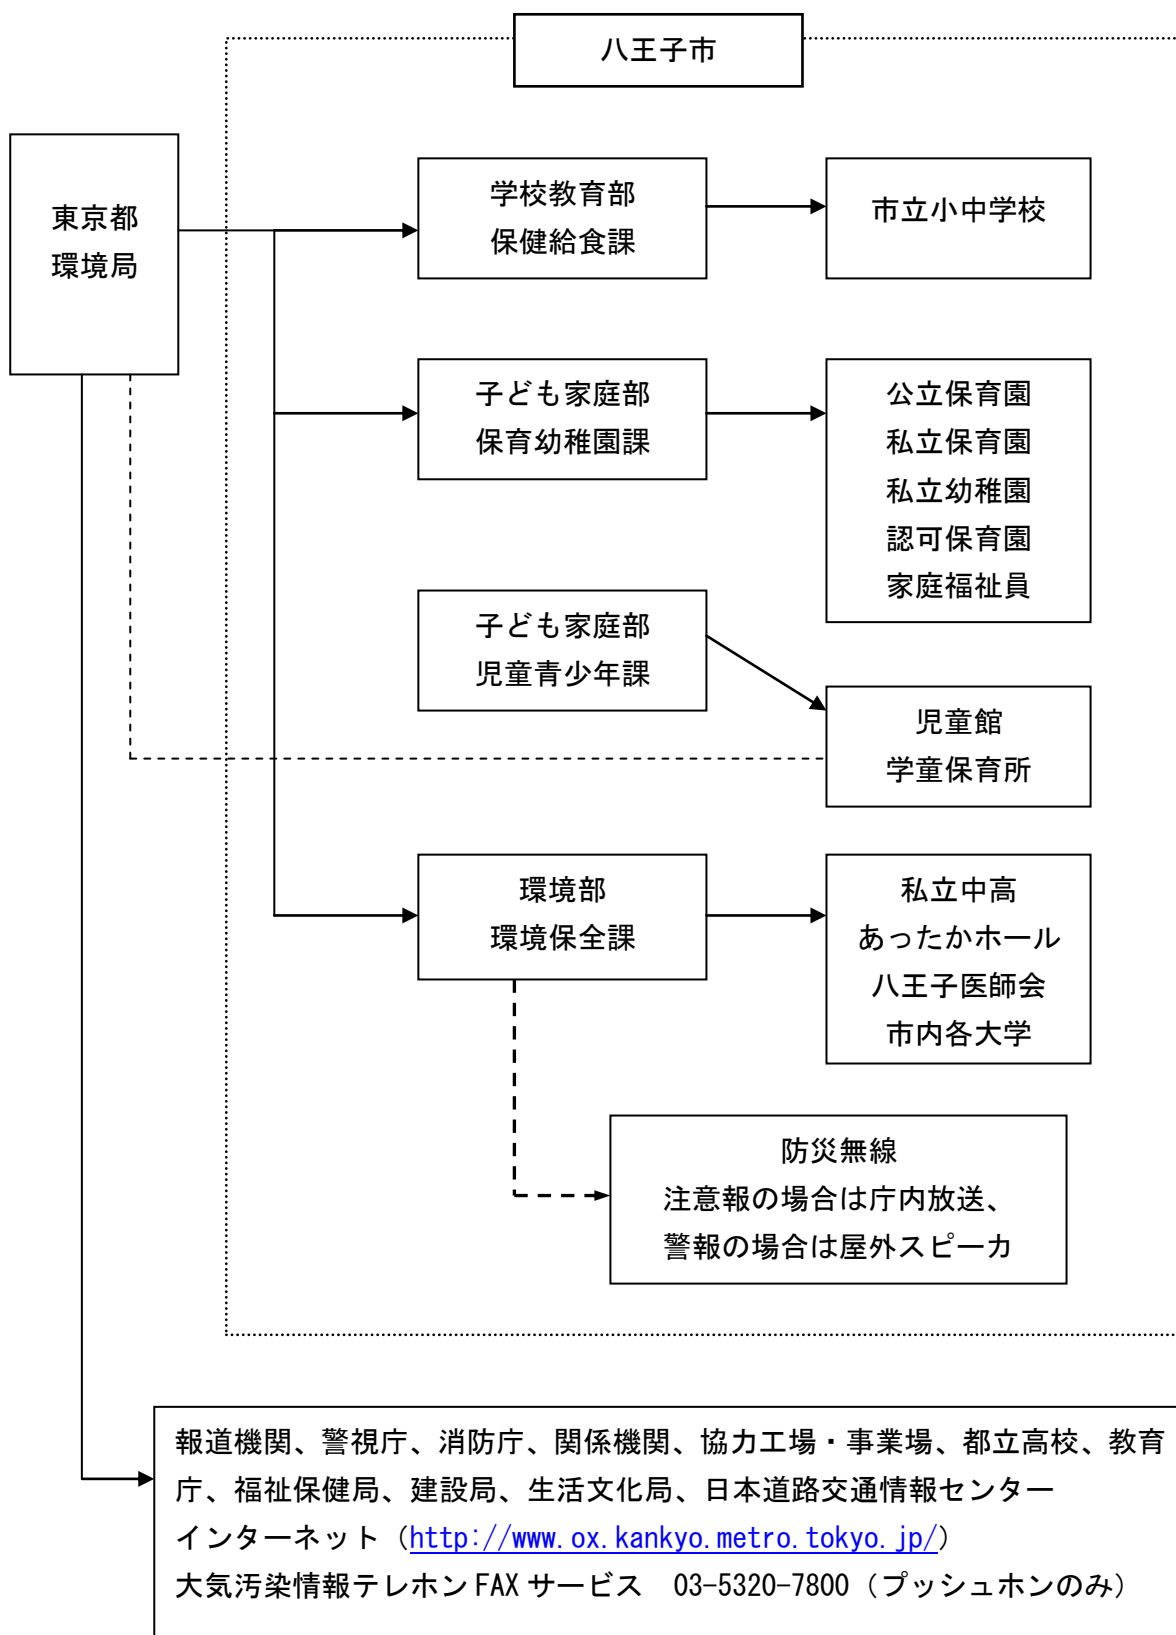 八王子市
東京都
環境局
学校教育部
保健給食課
市立小中学校
子ども家庭部
保育幼稚園課
公立保育園
私立保育園
私立幼稚園
認可保育園
家庭福祉員
子ども家庭部
児童青少年課
児童館
学童保育所
環境部
環境保全課
私立中高
あったかホール
八王子医師会
市内各大学
防災無線
注意報の場合は庁内放送、
警報の場合は屋外スピーカ
報道機関、警視庁、消防庁、関係機関、協力工場・事業場、都立高校、教育
庁、福祉保健局、建設局、生活文化局、日本道路交通情報センター
インターネット（http://www.ox.kankyo.metro.tokyo.jp/）
大気汚染情報テレホン FAX サービス　03-5320-7800（プッシュホンのみ）